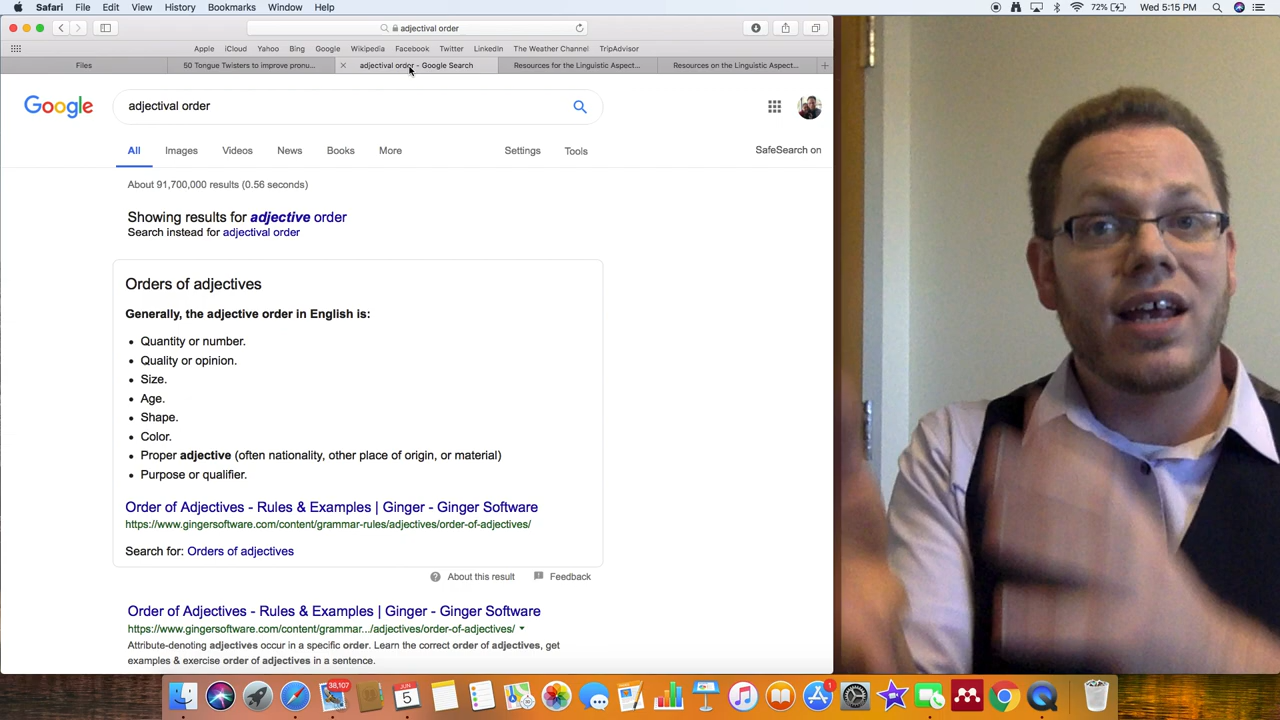 Safari File Edit View History Bookmarks Window Help 72% Wed 5:15 PM
adjectival order
Apple iCloud Yahoo Bing Google Wikipedia Facebook Twitter LinkedIn The Weather Channel TripAdvisor
Files 50 Tongue Twisters to improve pronu... adjectival order - Google Search Resources for the Linguistic Aspect... Resources on the Linguistic Aspect...
Google adjectival order
All Images Videos News Books More Settings Tools SafeSearch on
About 91,700,000 results (0.56 seconds)
Showing results for adjective order
Search instead for adjectival order
Orders of adjectives
Generally, the adjective order in English is:
• Quantity or number.
• Quality or opinion.
• Size.
• Age.
• Shape.
• Color.
• Proper adjective (often nationality, other place of origin, or material)
• Purpose or qualifier.
Order of Adjectives - Rules & Examples | Ginger - Ginger Software
https://www.gingersoftware.com/content/grammar-rules/adjectives/order-of-adjectives/
Search for: Orders of adjectives
About this result Feedback
Order of Adjectives - Rules & Examples | Ginger - Ginger Software
https://www.gingersoftware.com/content/grammar.../adjectives/order-of-adjectives/
Attribute-denoting adjectives occur in a specific order. Learn the correct order of adjectives, get
examples & exercise order of adjectives in a sentence.
38,107 JUN 5 1